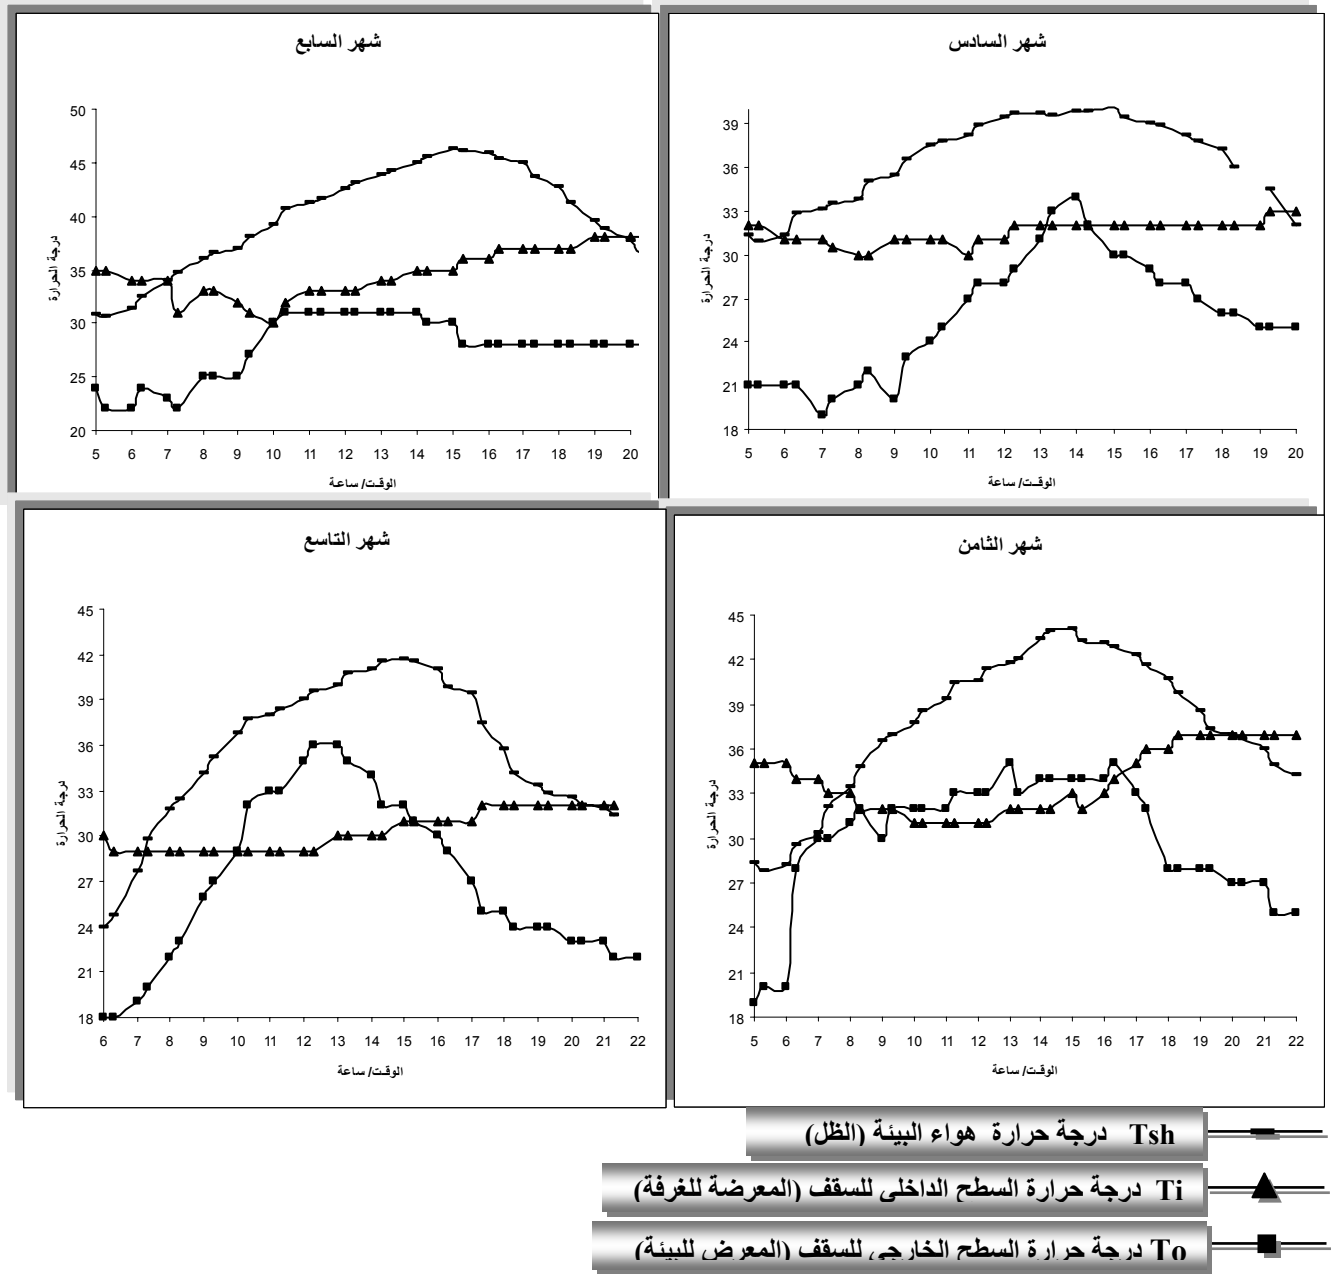 شهر السادس
39
36
33
30
27
24
21
18
درجة الحرارة
5 6 7 8 9 10 11 12 13 14 15 16 17 18 19 20
الوقت/ ساعة
شهر السابع
50
45
40
35
30
25
20
درجة الحرارة
5 6 7 8 9 10 11 12 13 14 15 16 17 18 19 20
الوقت/ ساعة
شهر الثامن
45
42
39
36
33
30
27
24
21
18
درجة الحرارة
5 6 7 8 9 10 11 12 13 14 15 16 17 18 19 20 21 22
الوقت/ ساعة
شهر التاسع
45
42
39
36
33
30
27
24
21
18
درجة الحرارة
6 7 8 9 10 11 12 13 14 15 16 17 18 19 20 21 22
الوقت/ ساعة
Tsh درجة حرارة هواء البيئة (الظل)
Ti درجة حرارة السطح الداخلي للسقف (المعرضة للغرفة)
To درجة حرارة السطح الخارجي للسقف (المعرض للبيئة)